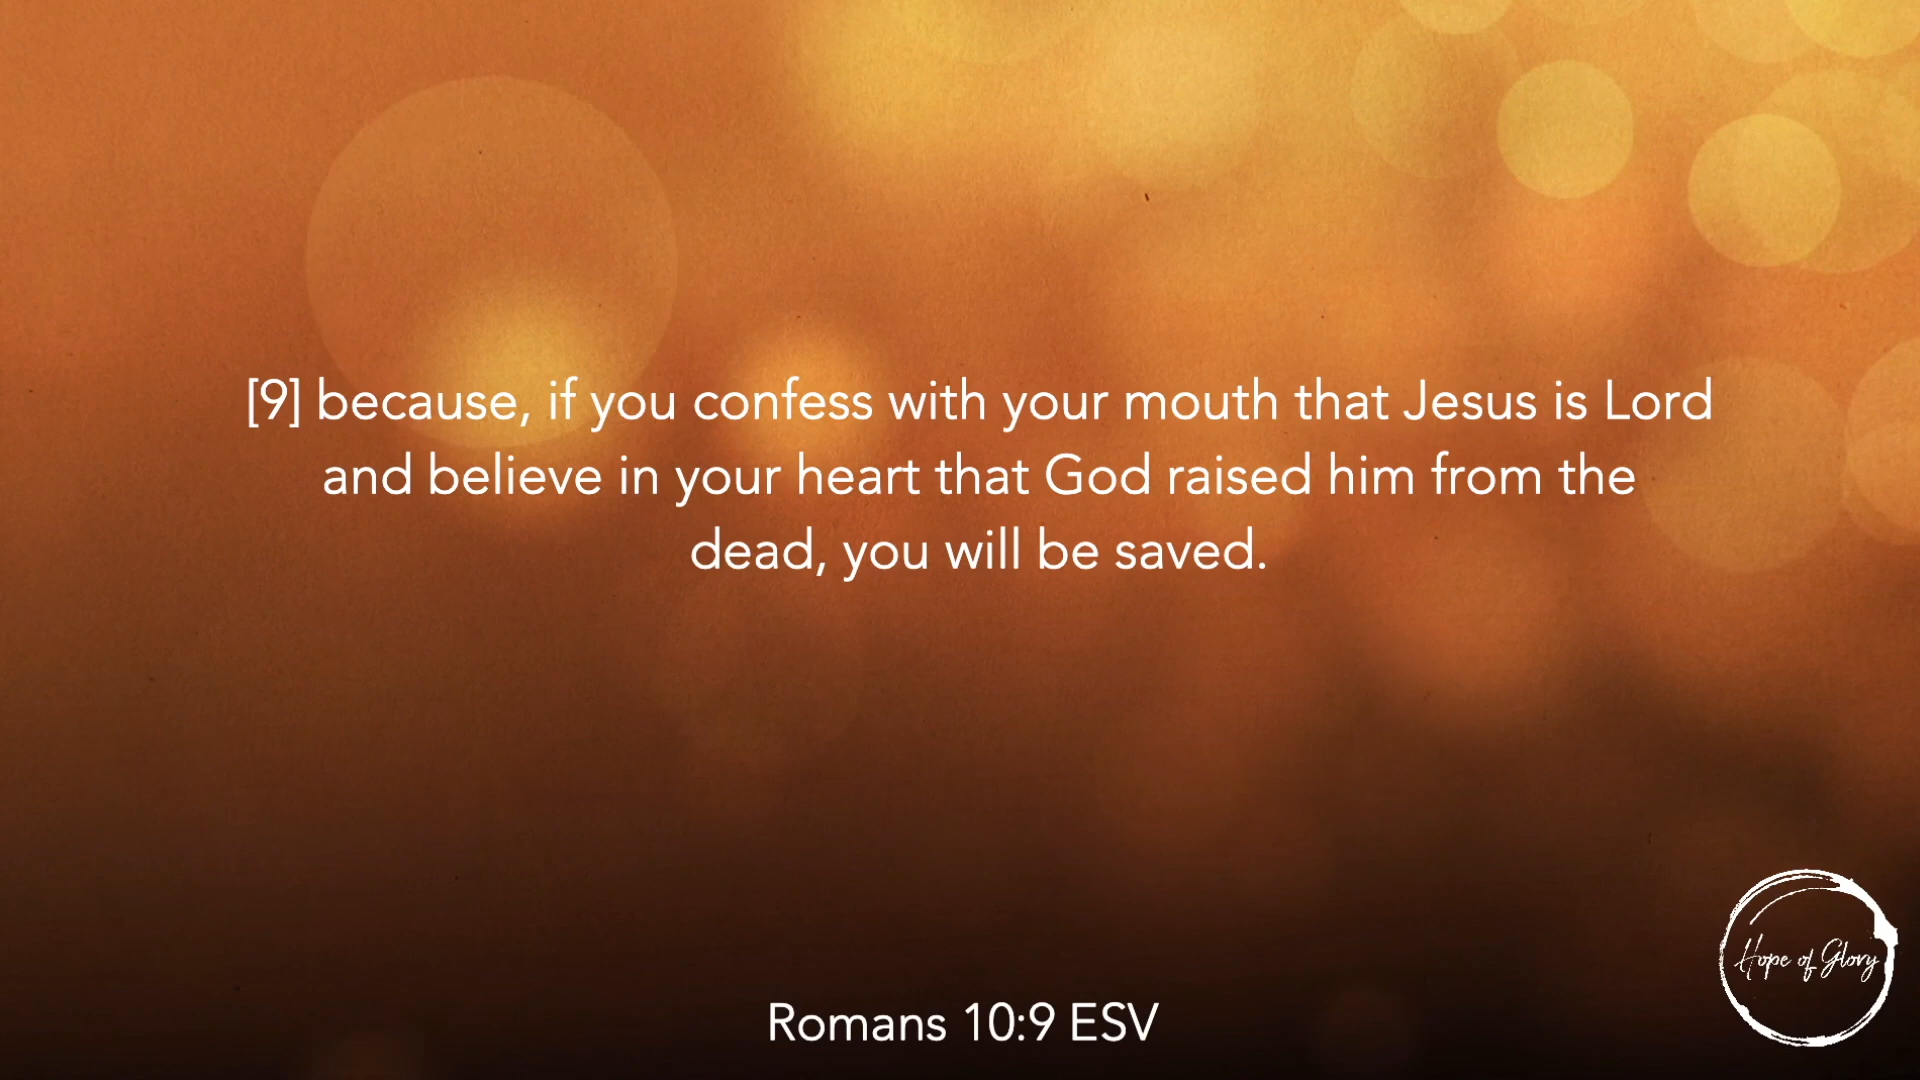 [9] because, if you confess with your mouth that Jesus is Lord
and believe in your heart that God raised him from the
dead, you will be saved.
Romans 10:9 ESV
Hope of Glory